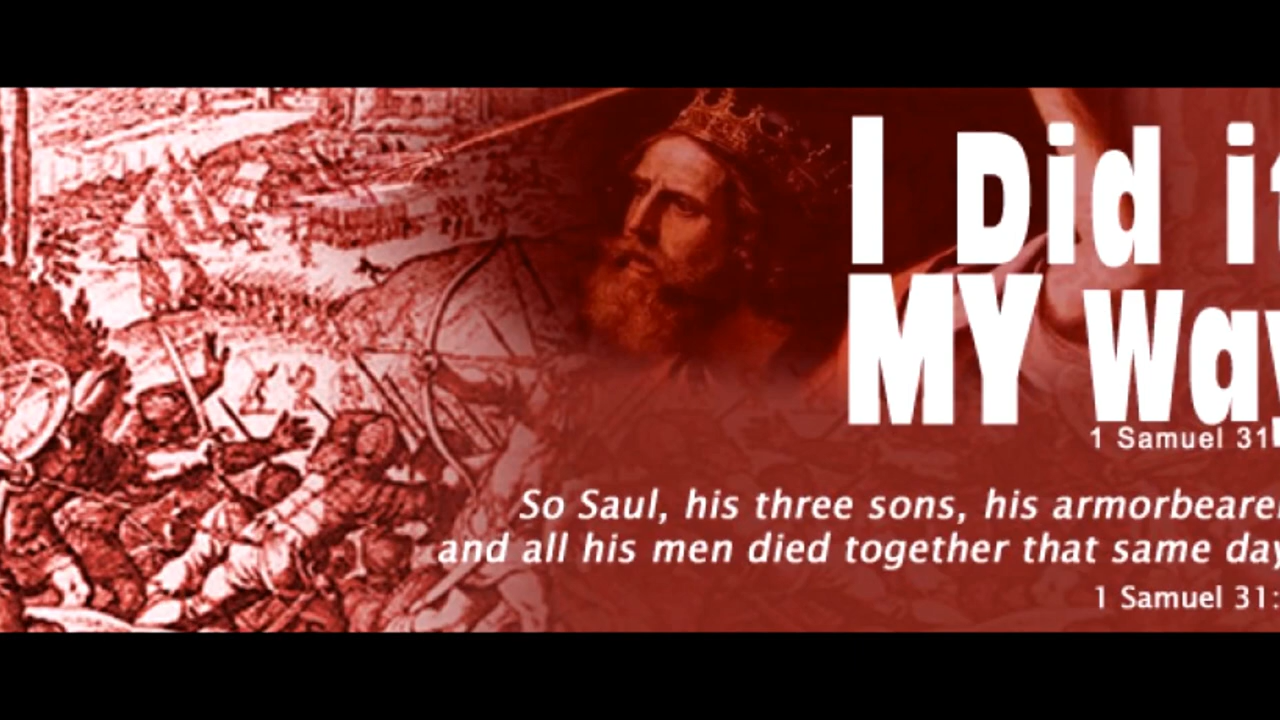 I Did it
MY Way
1 Samuel 31
So Saul, his three sons, his armorbearer
and all his men died together that same day
1 Samuel 31: